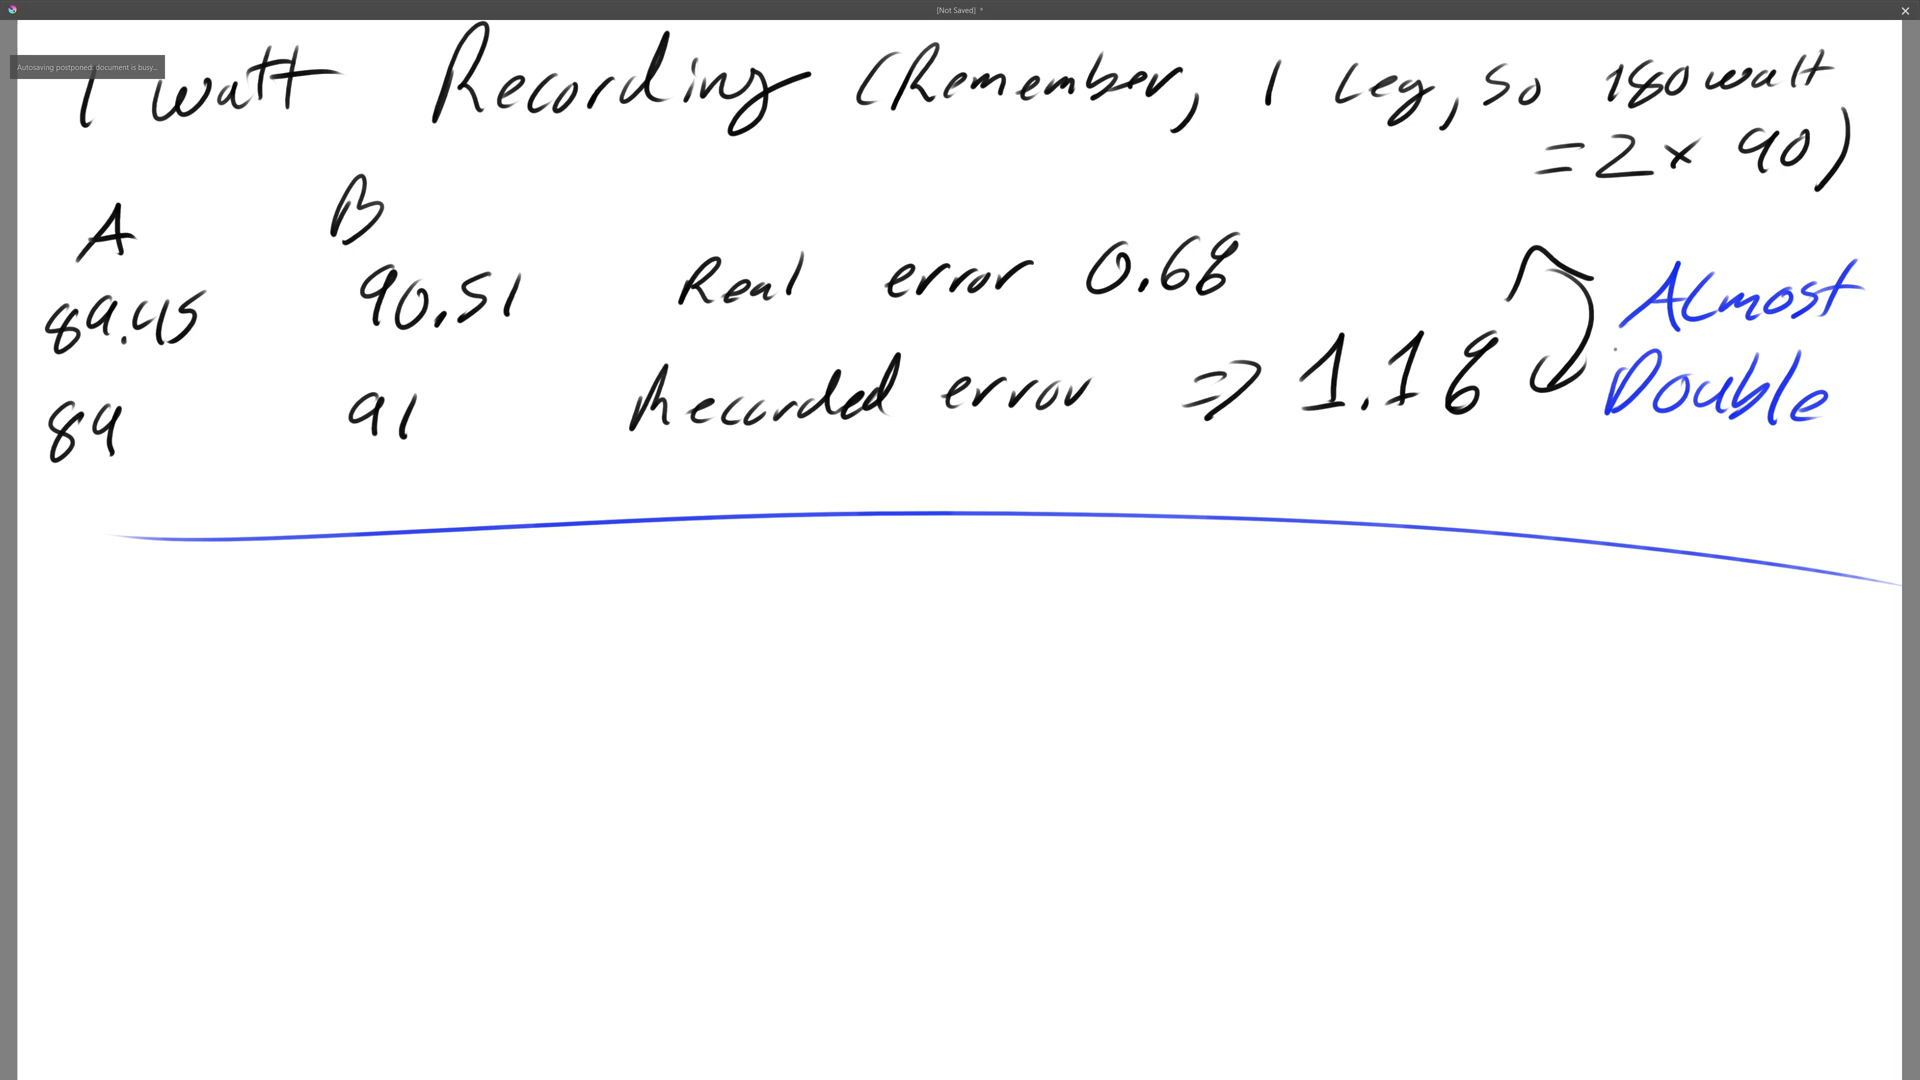 [Not Saved] *
Autosaving postponed: document is busy...
1 watt Recording (Remember, 1 Leg, so 180 watt
= 2 x 90)
A B
89.45 90.51 Real error 0.68
89 91 Recorded error => 1.18
Almost
Double